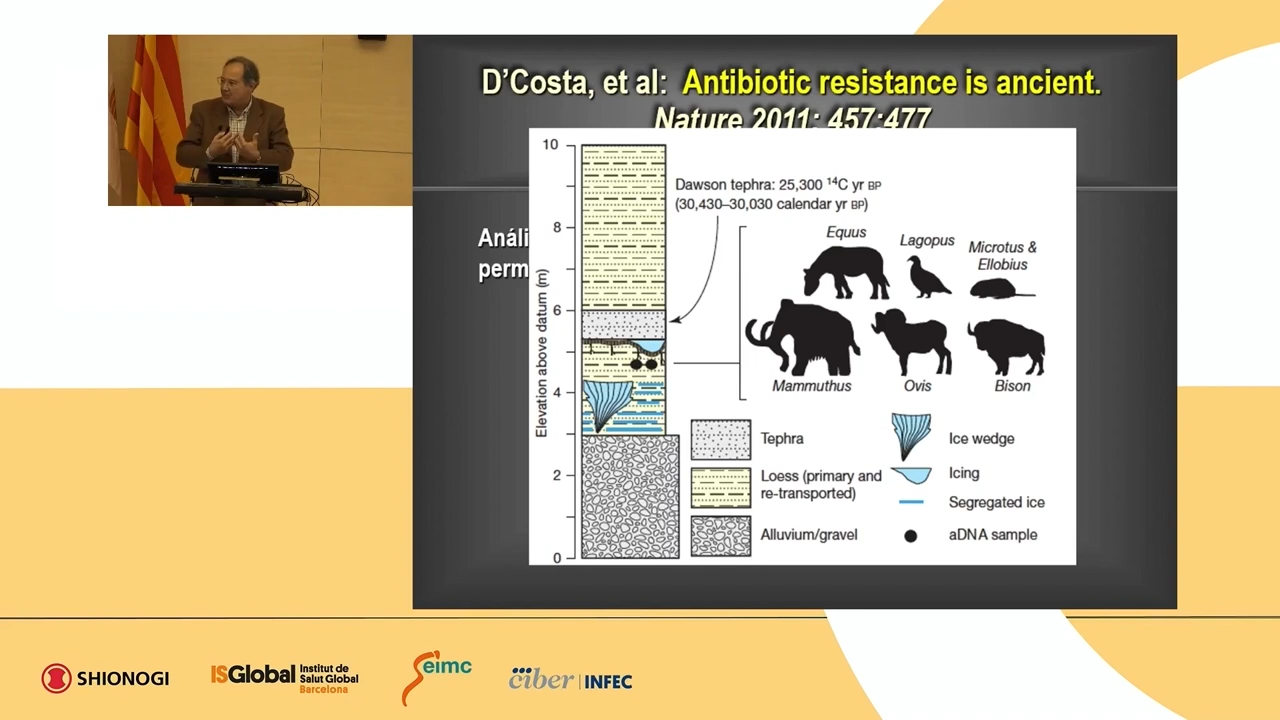 D'Costa, et al: Antibiotic resistance is ancient.
Nature 2011; 457:477
Análi
perm
Elevation above datum (m)
10
8
6
4
2
0
Dawson tephra: 25,300 14C yr BP
(30,430–30,030 calendar yr BP)
Equus
Lagopus
Microtus &
Ellobius
Mammuthus
Ovis
Bison
Tephra
Loess (primary and
re-transported)
Alluvium/gravel
Ice wedge
Icing
Segregated ice
aDNA sample
SHIONOGI
ISGlobal Institut de
Salut Global
Barcelona
Seimc
ciber | INFEC